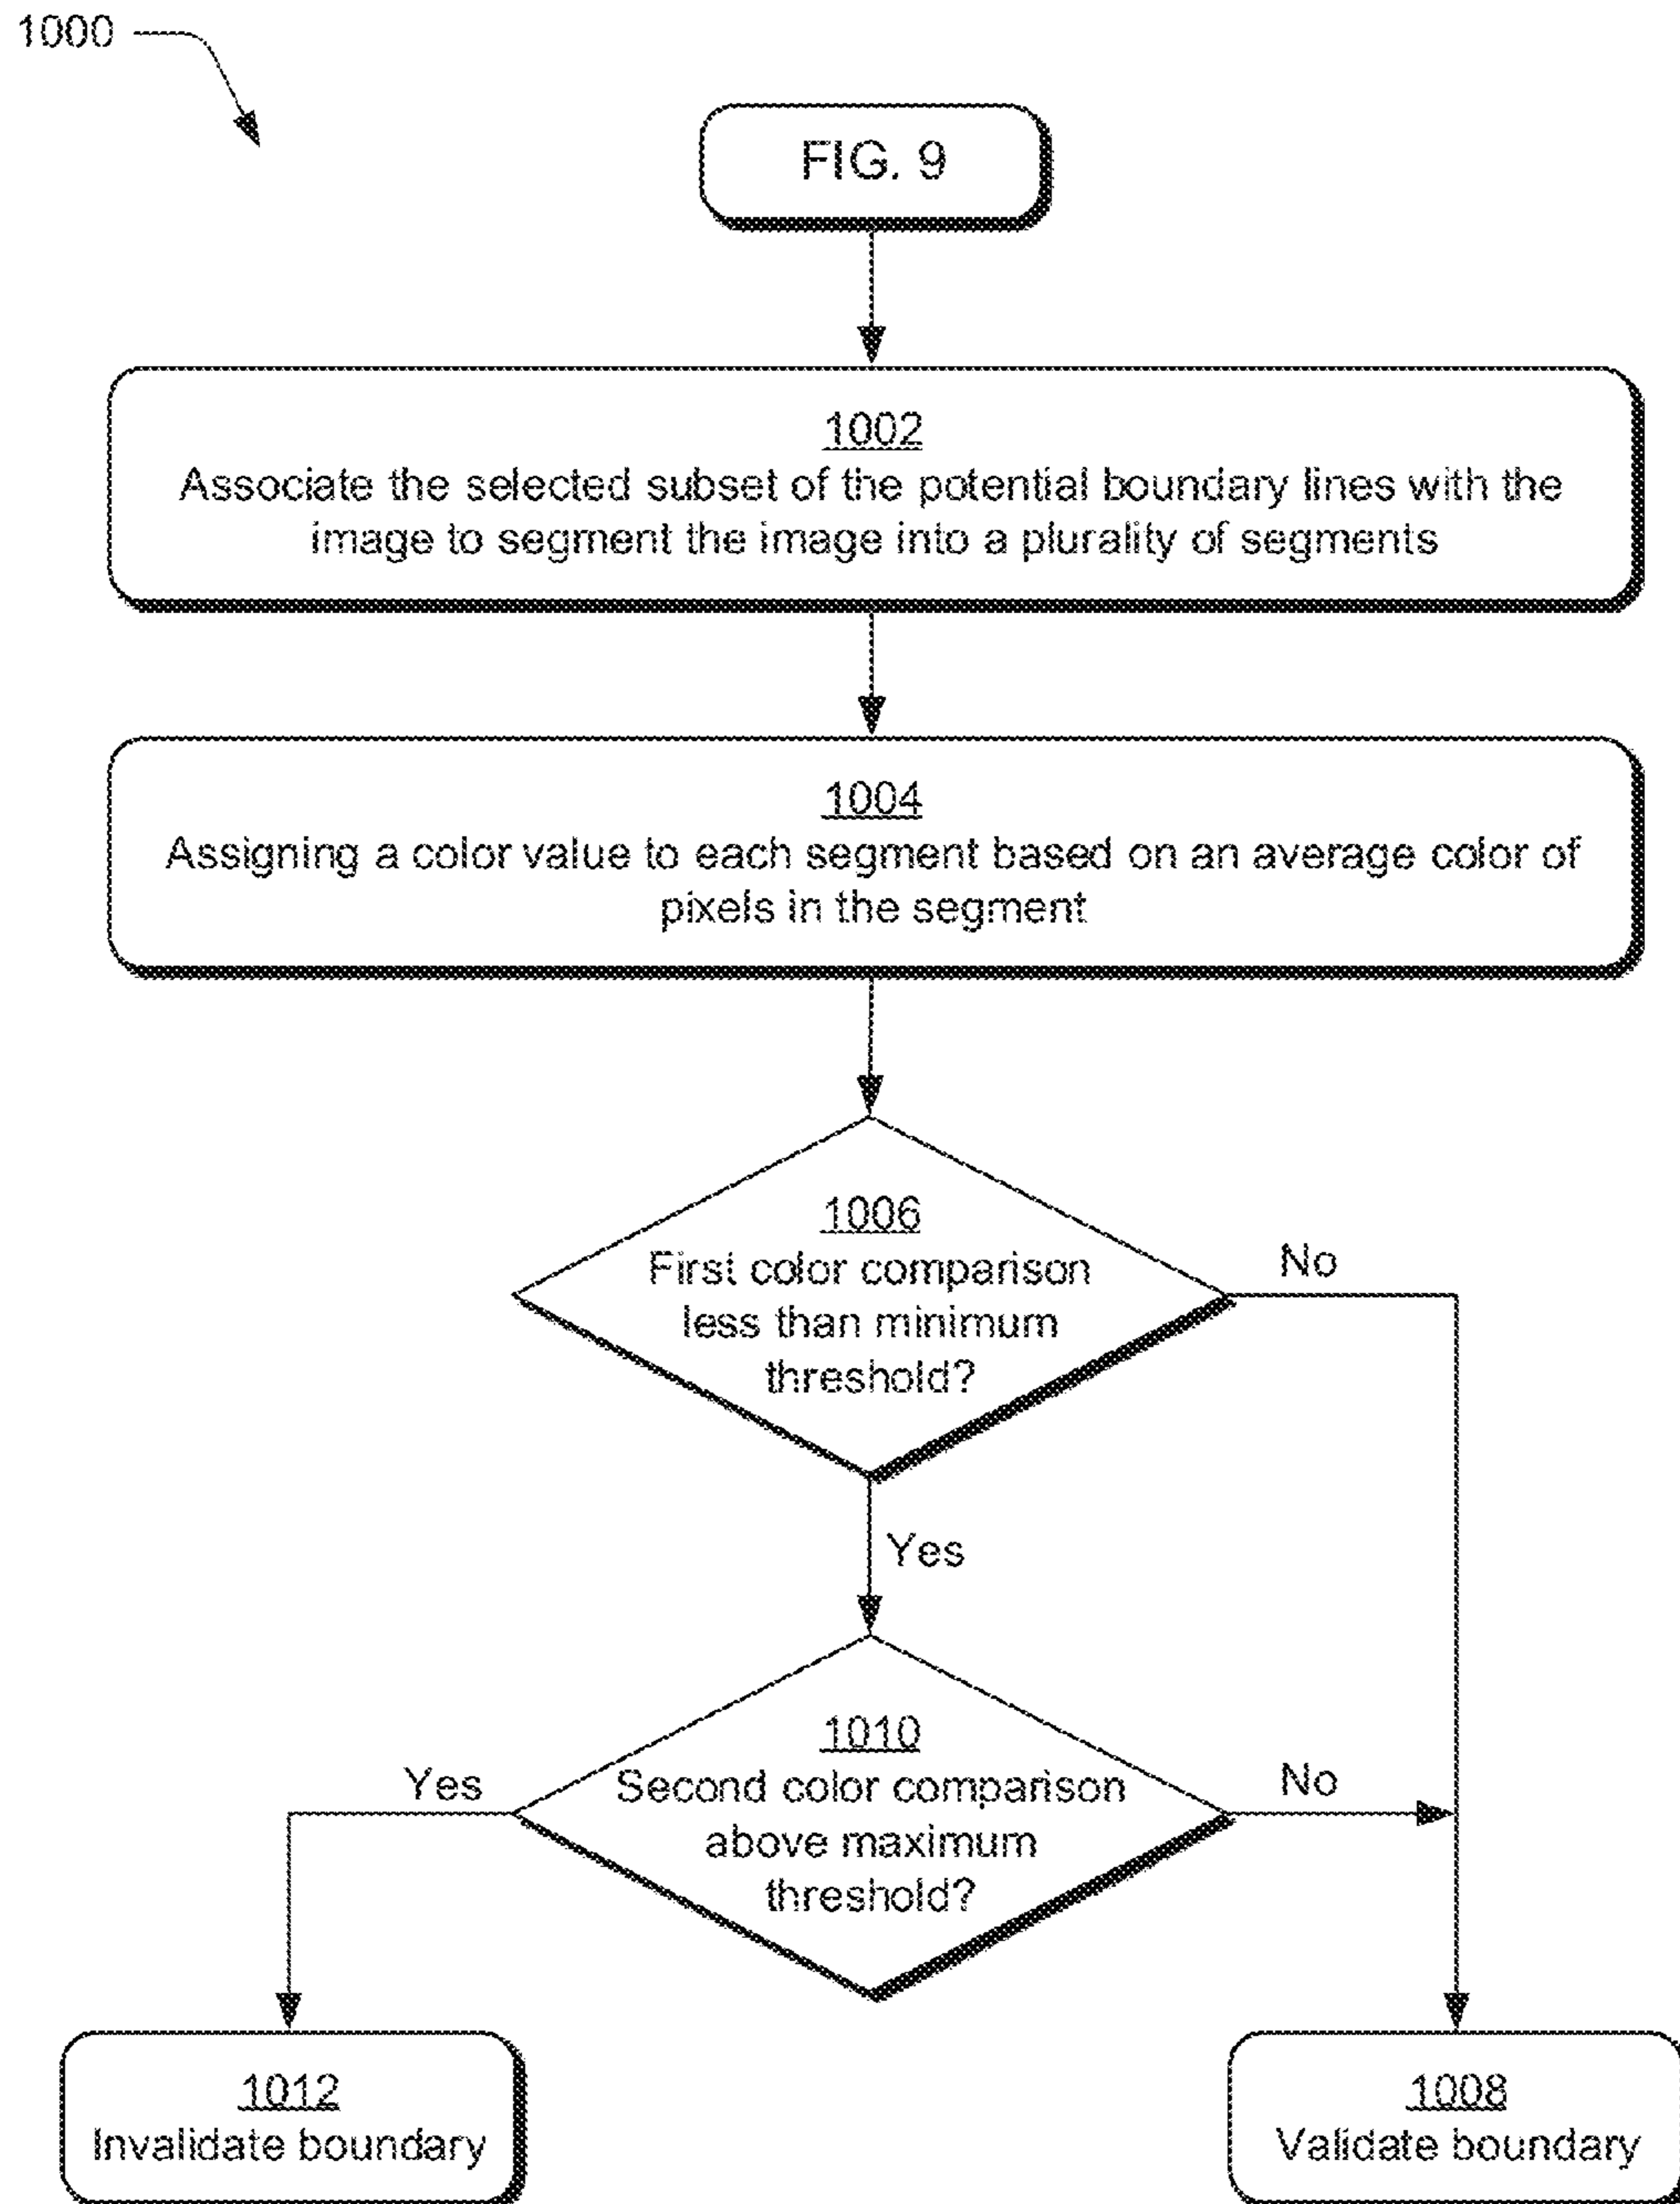 1000
FIG. 9
1002
Associate the selected subset of the potential boundary lines with the
image to segment the image into a plurality of segments
1004
Assigning a color value to each segment based on an average color of
pixels in the segment
1006
First color comparison
less than minimum
threshold?
No
Yes
1010
Second color comparison
above maximum
threshold?
Yes
No
1012
Invalidate boundary
1008
Validate boundary